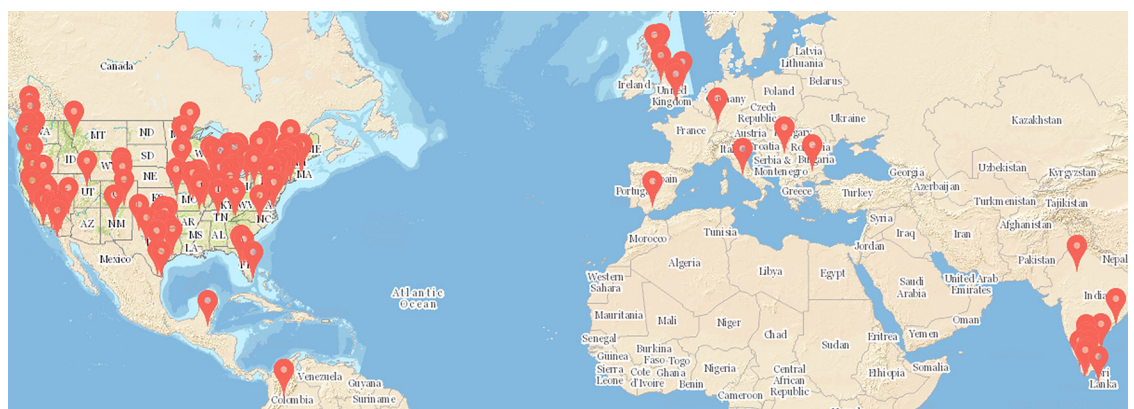 Canada
WA
MT
ND
ID
SD
NE
UT
MO
KY
WV
TN
NC
AZ
NM
AR
MS
AL
LA
ME
MA
Mexico
Atlantic
Ocean
Venezuela
Guyana
Colombia
Suriname
Latvia
Lithuania
Belarus
Ireland
United
Kingdom
Poland
Czech
Republic
Ukraine
France
Austria
Kazakhstan
Croatia
Serbia &
Montenegro
Bulgaria
Greece
Turkey
Georgia
Azerbaijan
Uzbekistan
Kyrgyzstan
Turkmenistan
Tajikistan
Afghanistan
Syria
Iraq
Iran
Jordan
Pakistan
Nepal
India
Morocco
Tunisia
Algeria
Libya
Egypt
Saudi
Arabia
United Arab
Emirates
Oman
Western
Sahara
Mauritania
Mali
Niger
Chad
Sudan
Eritrea
Yemen
Senegal
Guinea
Sierra
Leone
Burkina
Faso
Togo
Cote
d'Ivoire
Ghana
Benin
Nigeria
Cameroon
Central
African
Republic
Ethiopia
Somalia
Lanka